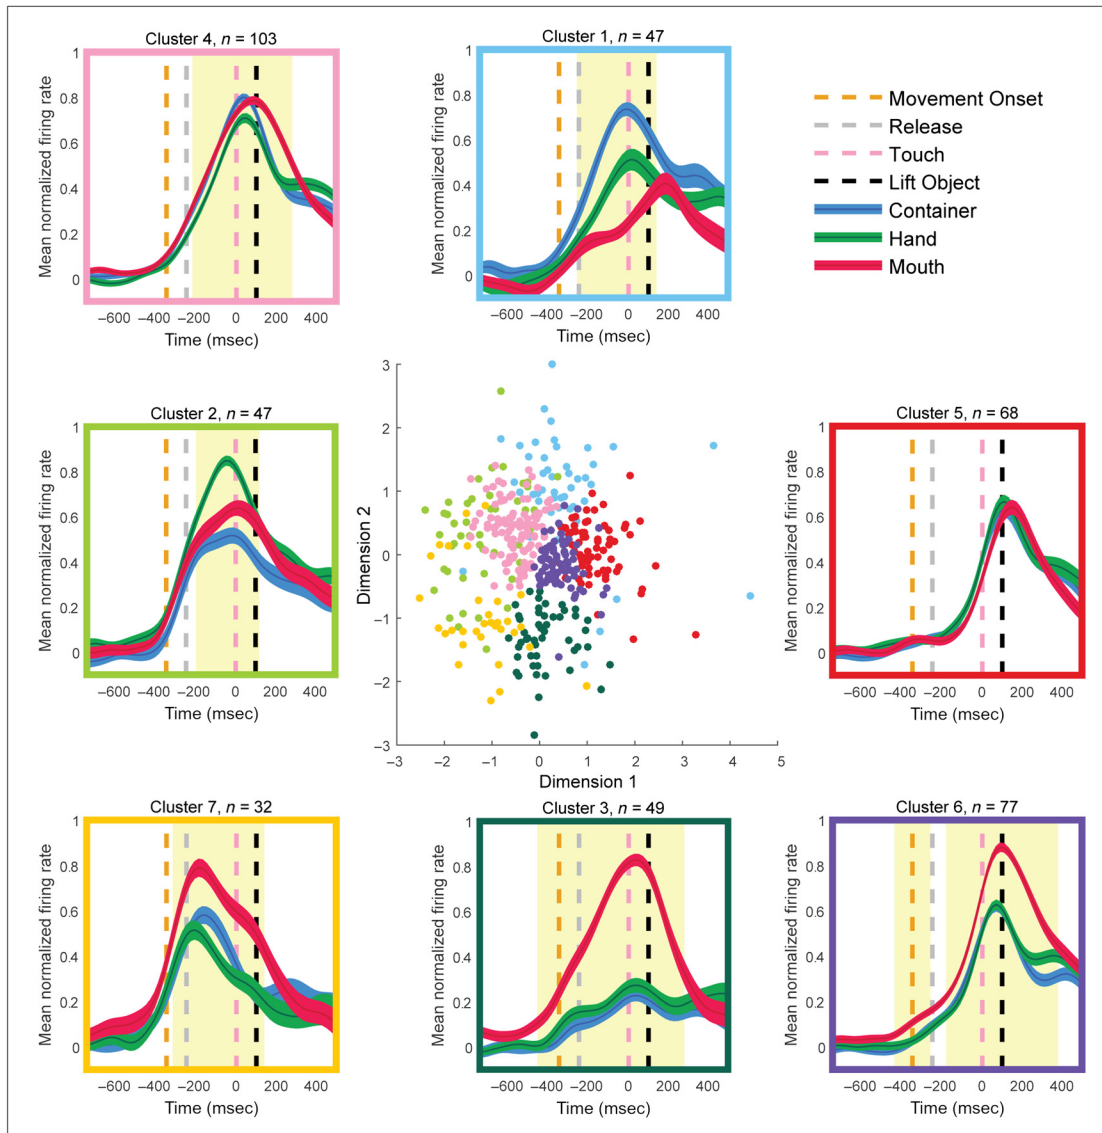 Cluster 4, n = 103
Mean normalized firing rate
1
0.8
0.6
0.4
0.2
0
−600 −400 −200 0 200 400
Time (msec)
Cluster 1, n = 47
Mean normalized firing rate
1
0.8
0.6
0.4
0.2
0
−600 −400 −200 0 200 400
Time (msec)
Movement Onset
Release
Touch
Lift Object
Container
Hand
Mouth
Cluster 2, n = 47
Mean normalized firing rate
1
0.8
0.6
0.4
0.2
0
−600 −400 −200 0 200 400
Time (msec)
Dimension 2
3
2
1
0
−1
−2
−3
−3 −2 −1 0 1 2 3 4 5
Dimension 1
Cluster 5, n = 68
Mean normalized firing rate
1
0.8
0.6
0.4
0.2
0
−600 −400 −200 0 200 400
Time (msec)
Cluster 7, n = 32
Mean normalized firing rate
1
0.8
0.6
0.4
0.2
0
−600 −400 −200 0 200 400
Time (msec)
Cluster 3, n = 49
Mean normalized firing rate
1
0.8
0.6
0.4
0.2
0
−600 −400 −200 0 200 400
Time (msec)
Cluster 6, n = 77
Mean normalized firing rate
1
0.8
0.6
0.4
0.2
0
−600 −400 −200 0 200 400
Time (msec)